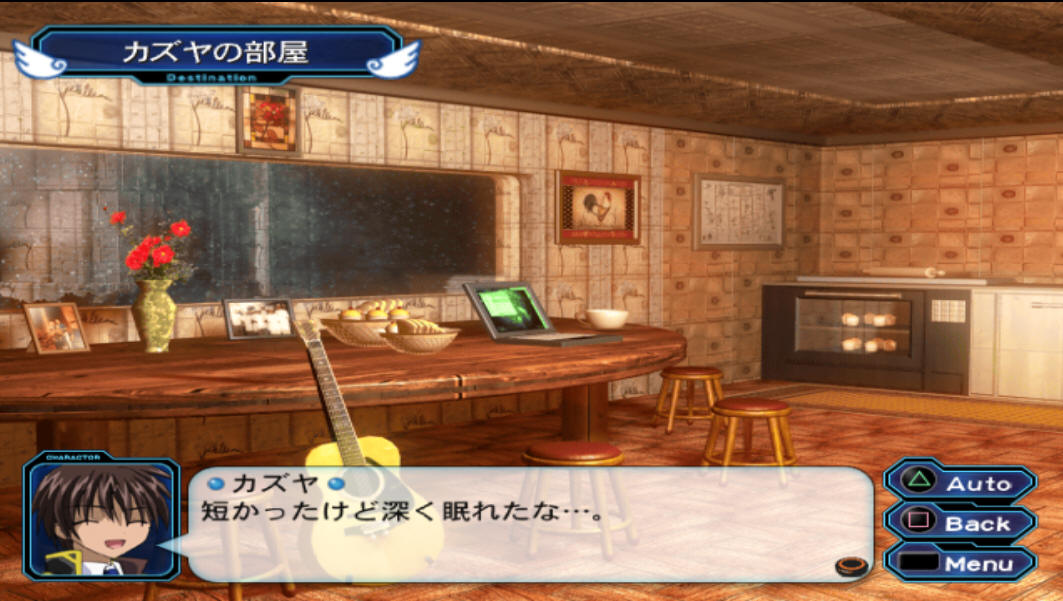 カズヤの部屋
Destination
CHARACTOR
カズヤ
短かったけど深く眠れたな…。
Auto
Back
Menu